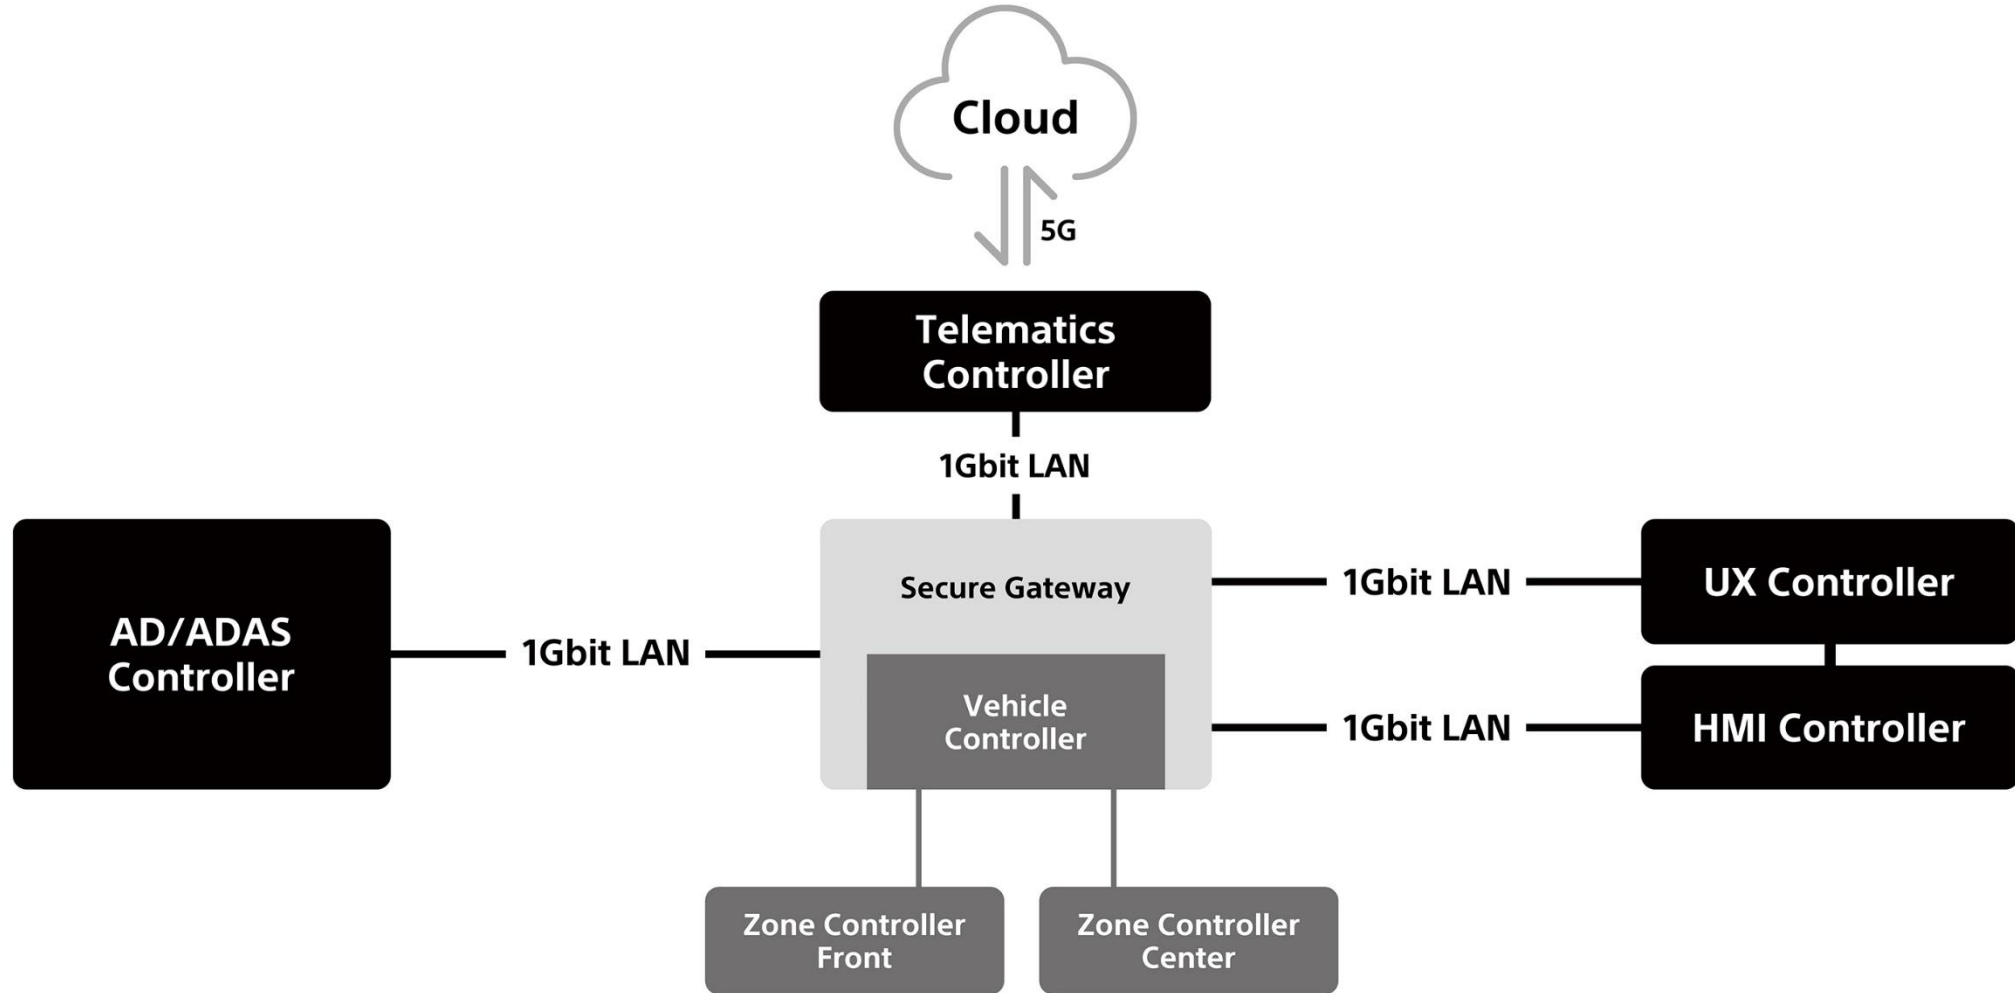 Cloud
5G
Telematics
Controller
1Gbit LAN
AD/ADAS
Controller
1Gbit LAN
Secure Gateway
Vehicle
Controller
1Gbit LAN
UX Controller
1Gbit LAN
HMI Controller
Zone Controller
Front
Zone Controller
Center